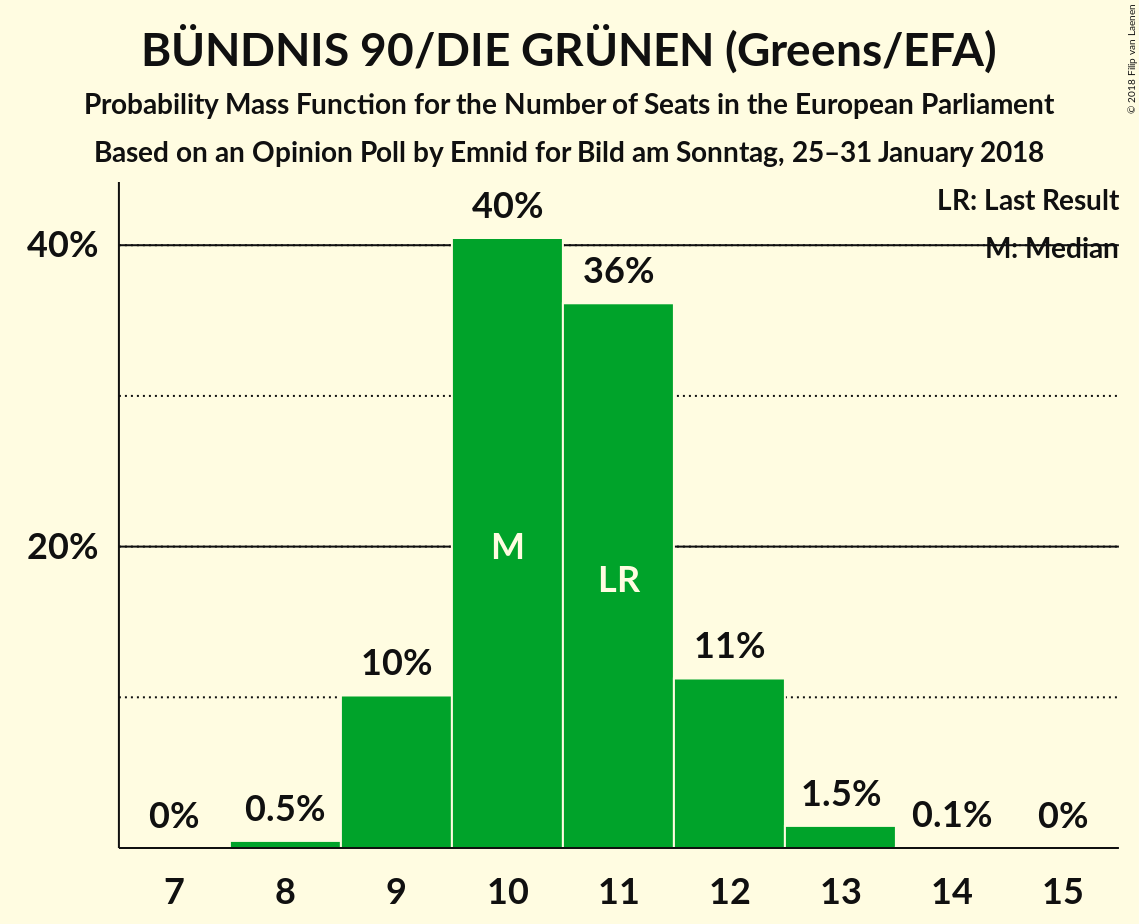 BÜNDNIS 90/DIE GRÜNEN (Greens/EFA)
Probability Mass Function for the Number of Seats in the European Parliament
Based on an Opinion Poll by Emnid for Bild am Sonntag, 25–31 January 2018
© 2018 Filip van Laenen
LR: Last Result
M: Median
40%
20%
0%
0.5%
10%
40%
36%
11%
1.5%
0.1%
0%
M
LR
7 8 9 10 11 12 13 14 15